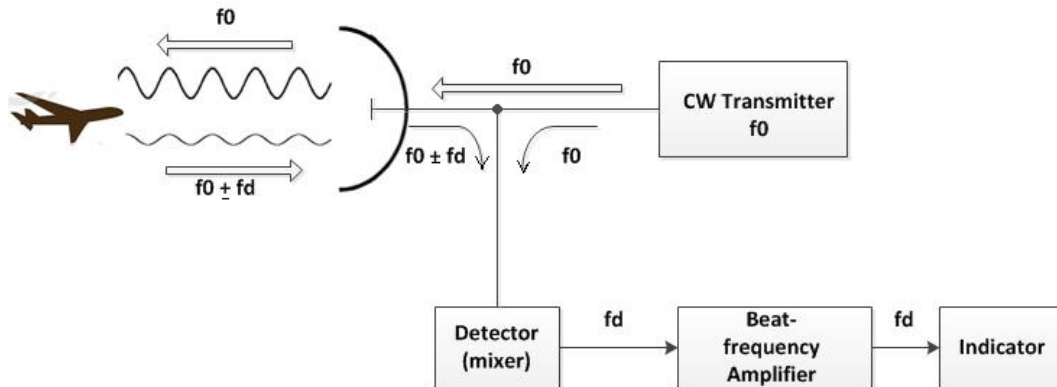 f0
f0
CW Transmitter
f0
f0 ± fd
f0
f0 ± fd
Detector
(mixer)
fd
Beat-
frequency
Amplifier
fd
Indicator